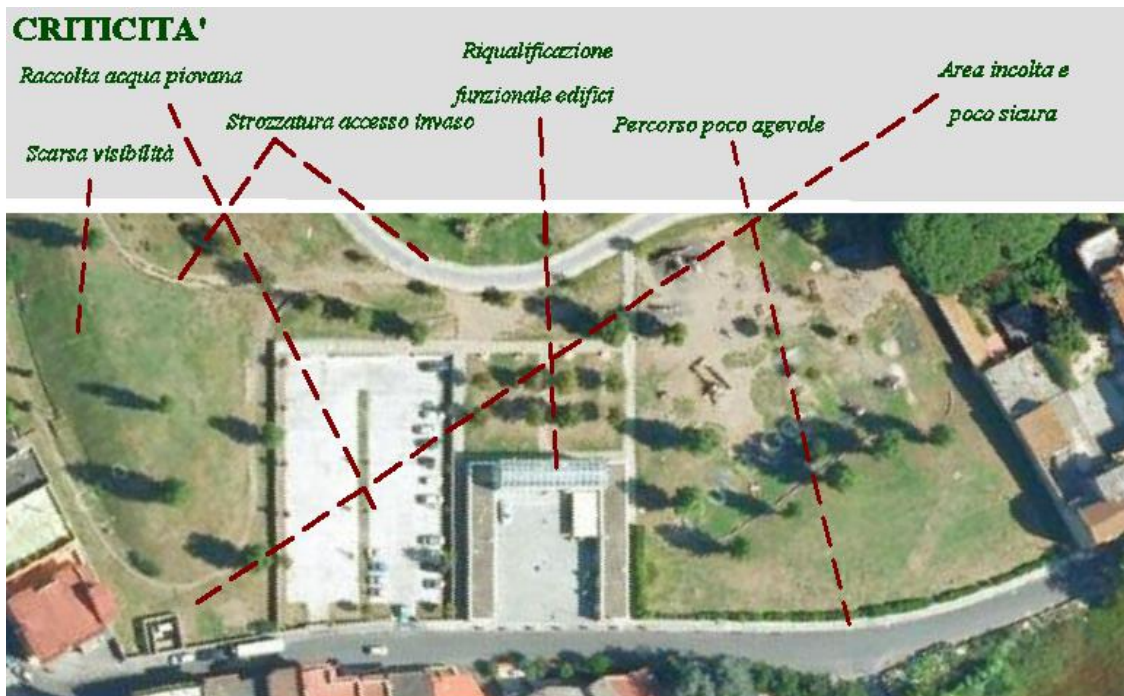 CRITICITA'
Raccolta acqua piovana
Strozzatura accesso invaso
Scarsa visibilità
Riqualificazione
funzionale edifici
Percorso poco agevole
Area incolta e
poco sicura